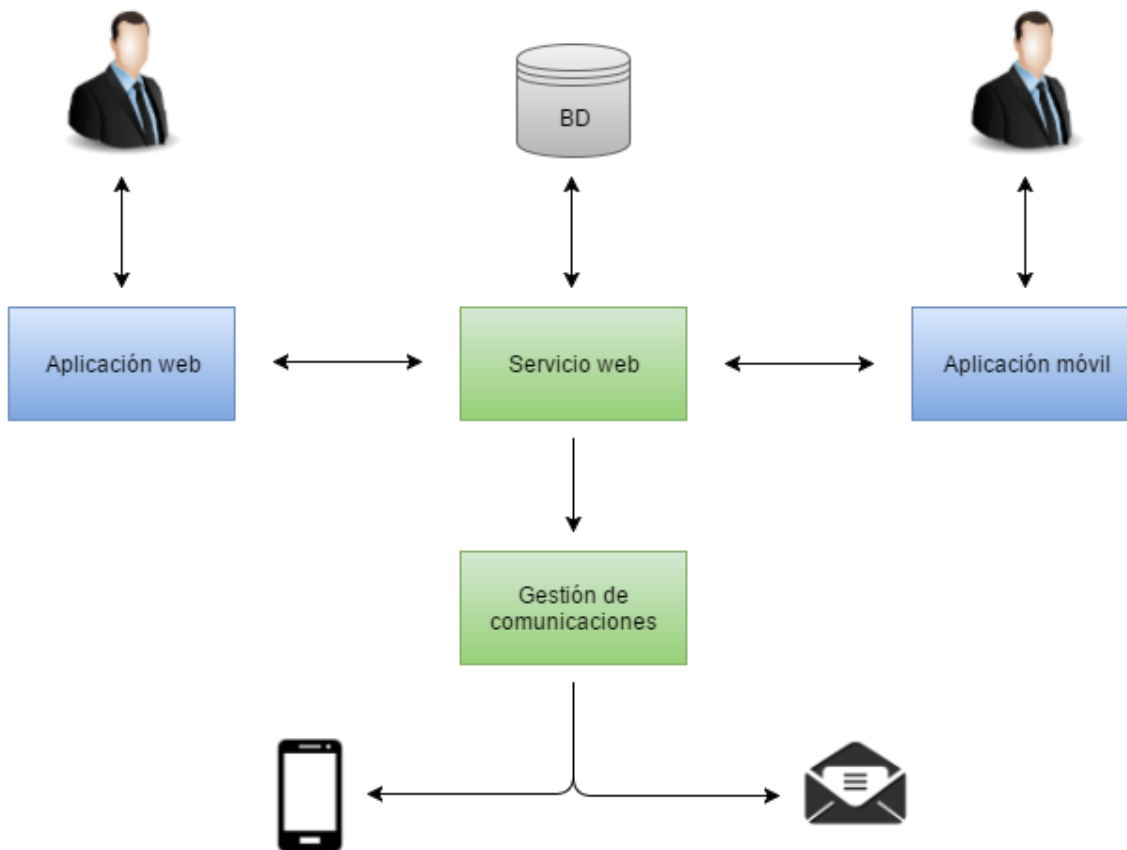 BD
Aplicación web
Servicio web
Aplicación móvil
Gestión de
comunicaciones